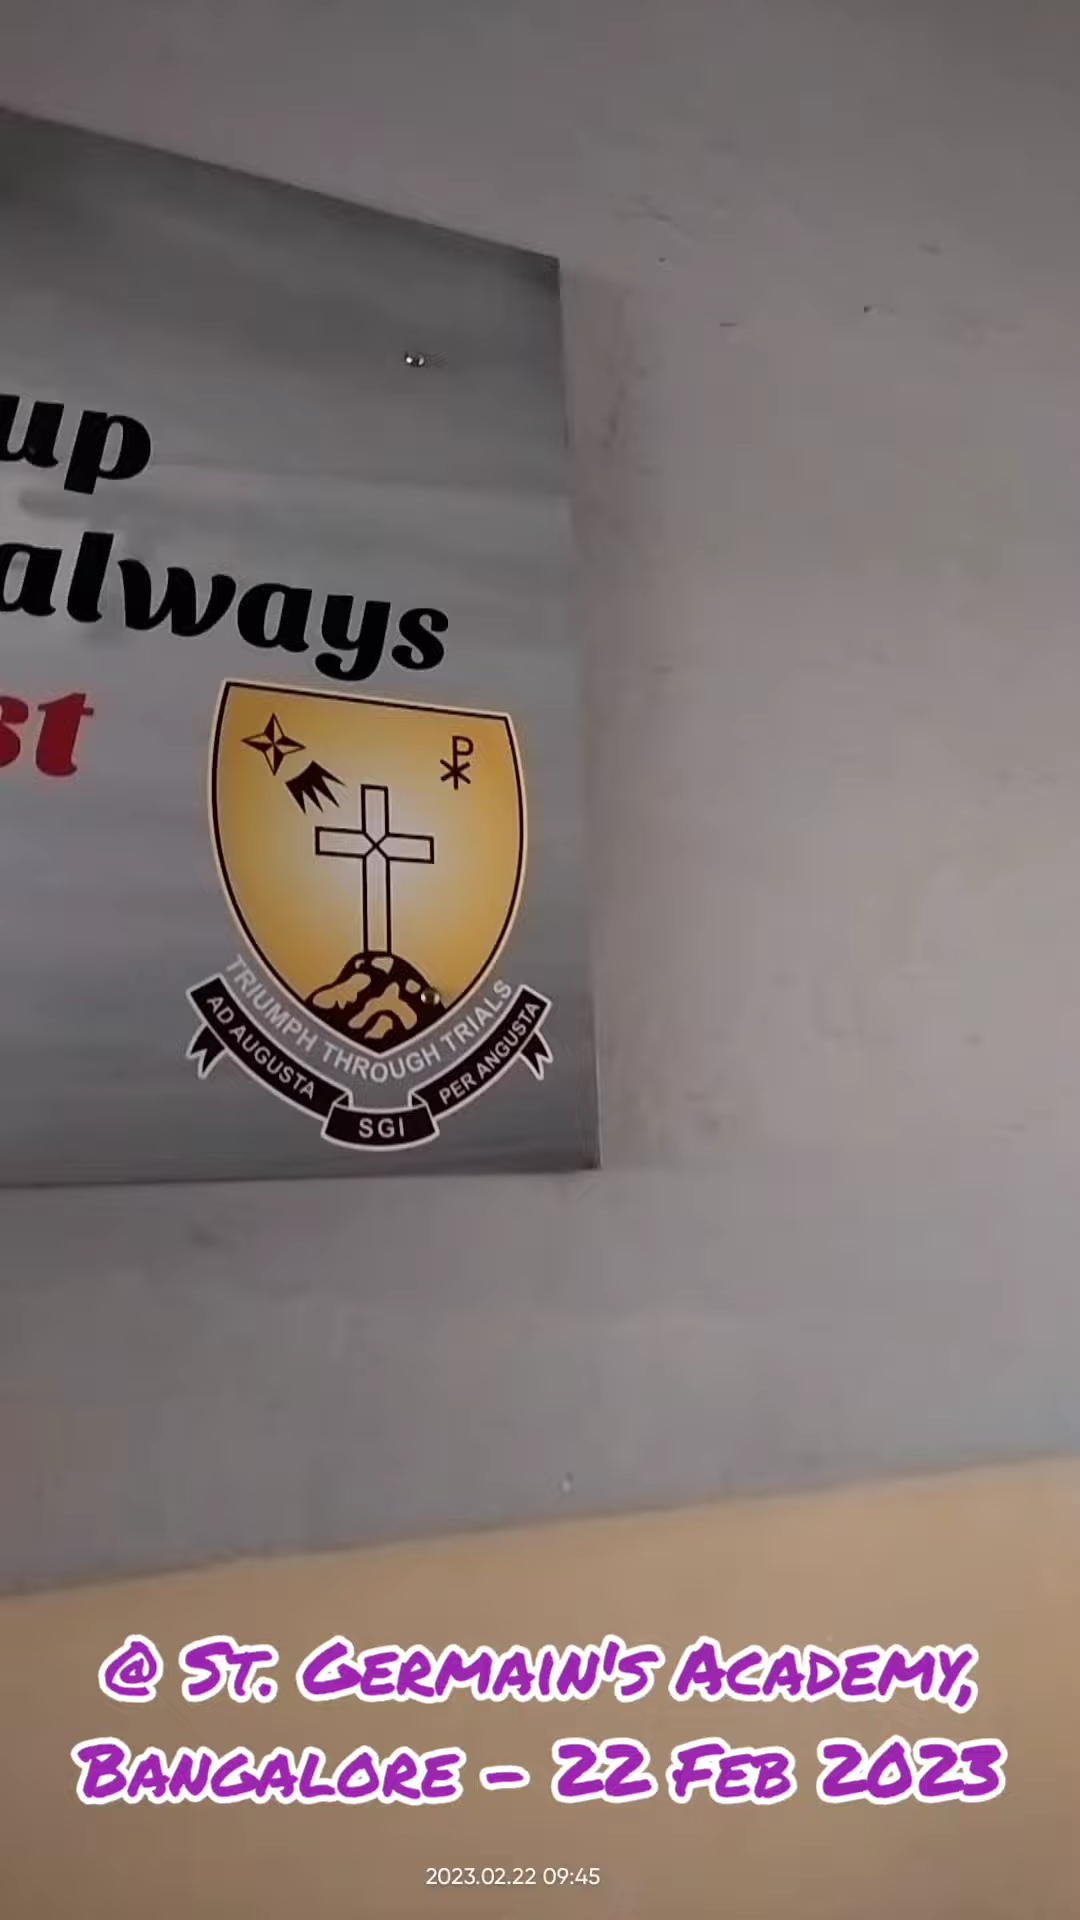 up
always
st
TRIUMPH THROUGH TRIALS
AD AUGUSTA
SGI
PER ANGUSTA
@ St. Germain's Academy,
Bangalore - 22 Feb 2023
2023.02.22 09:45